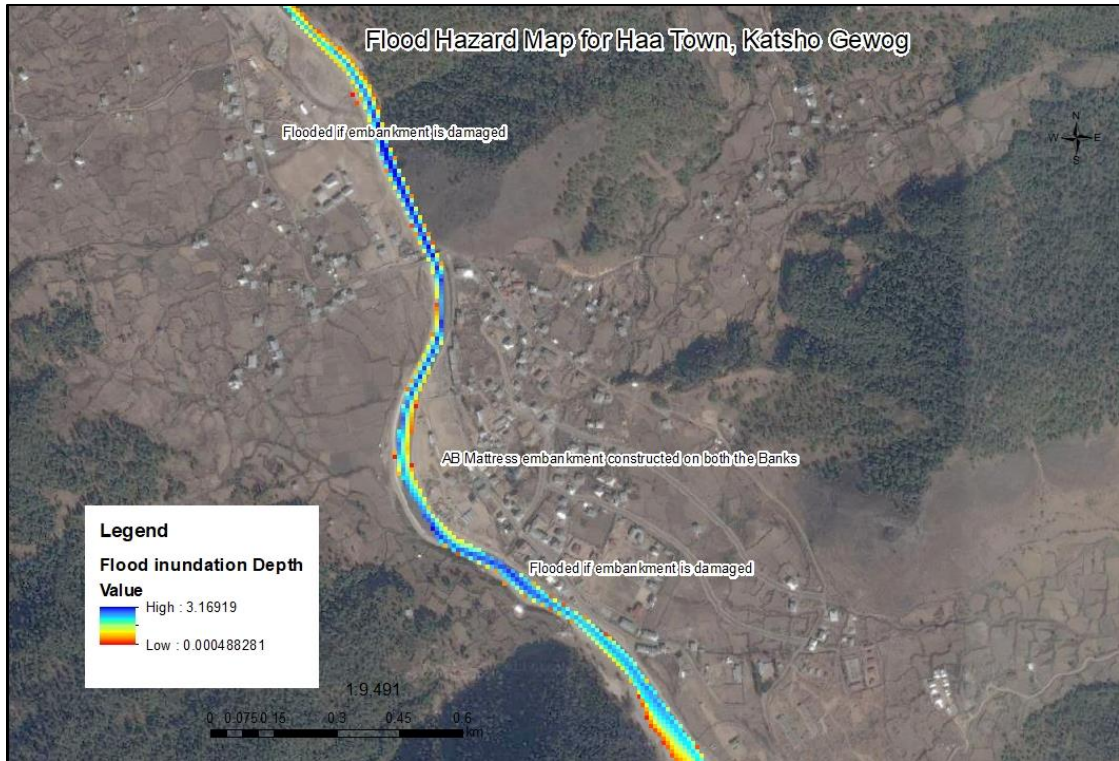 Flood Hazard Map for Haa Town, Katsho Gewog
N
W E
S
Flooded if embankment is damaged
AB Mattress embankment constructed on both the Banks
Flooded if embankment is damaged
Legend
Flood inundation Depth
Value
High : 3.16919
Low : 0.000488281
1:9,491
0 0.075 0.15 0.3 0.45 0.6
km